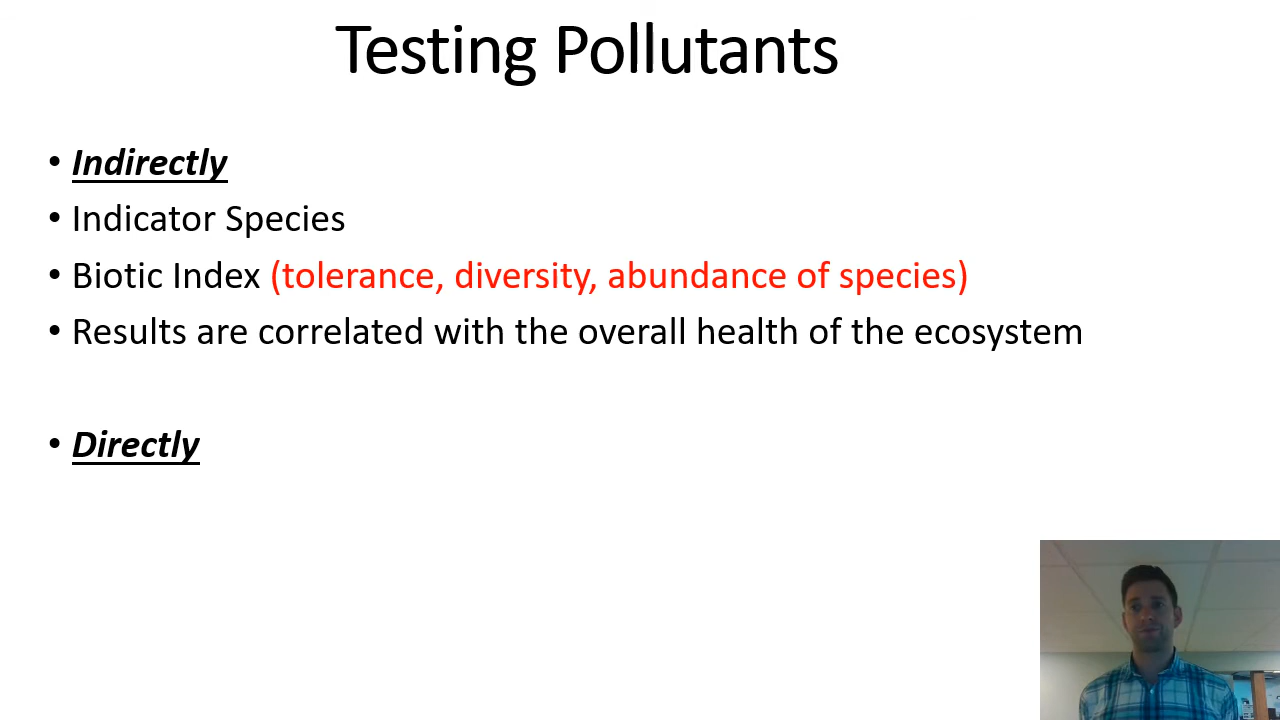 Testing Pollutants
• Indirectly
• Indicator Species
• Biotic Index (tolerance, diversity, abundance of species)
• Results are correlated with the overall health of the ecosystem
• Directly